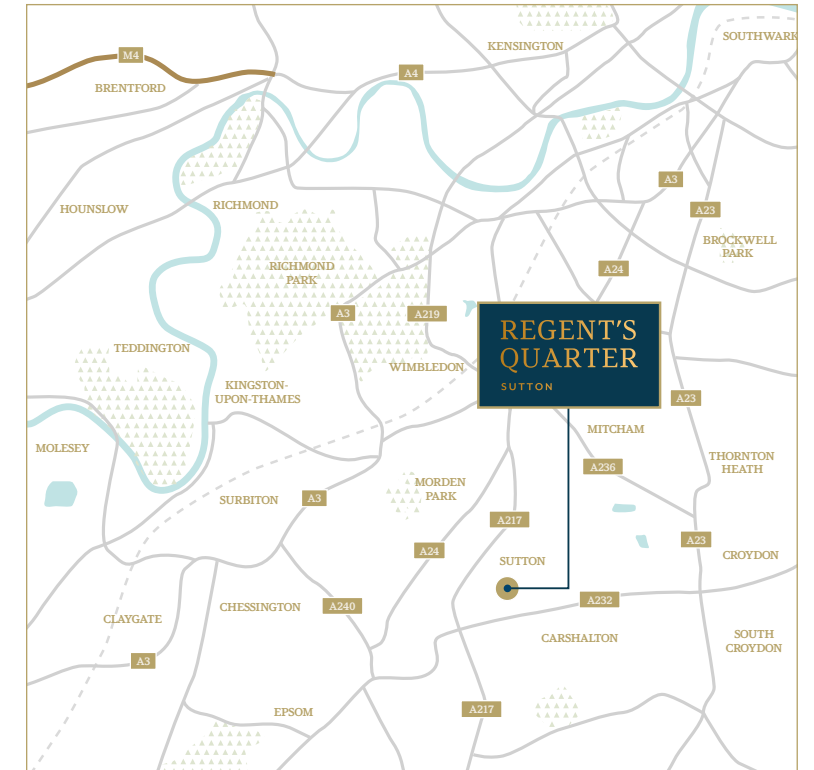 SOUTHWARK
KENSINGTON
M4
A4
BRENTFORD
A3
HOUNSLOW
RICHMOND
A23
BROCKWELL
PARK
RICHMOND
PARK
A24
A3
A219
REGENT'S
QUARTER
SUTTON
TEDDINGTON
WIMBLEDON
KINGSTON-
UPON-THAMES
A23
MITCHAM
MOLESEY
THORNTON
HEATH
A236
MORDEN
PARK
SURBITON
A3
A217
A23
A24
CROYDON
SUTTON
A240
CHESSINGTON
A232
CLAYGATE
CARSHALTON
SOUTH
CROYDON
A3
A217
EPSOM